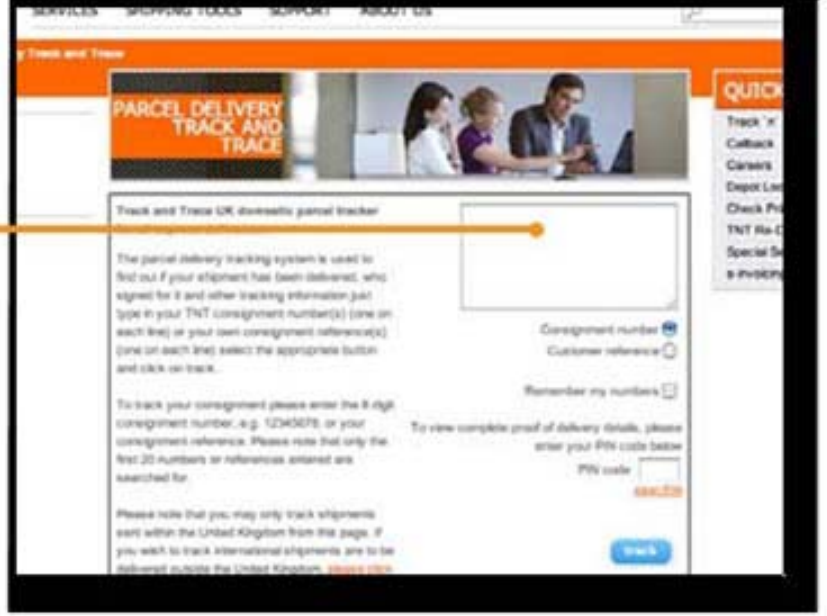 SERVICES SHIPPING TOOLS SUPPORT ABOUT US
y Track and Trace
PARCEL DELIVERY
TRACK AND
TRACE
Track and Trace UK domestic parcel tracker
The parcel delivery tracking system is used to
find out if your shipment has been delivered, who
signed for it and other tracking information just
type in your TNT consignment number(s) (one on
each line) or your own consignment reference(s)
(one on each line) select the appropriate button
and click on track.
To track your consignment please enter the 8 digit
consignment number, e.g. 12345678, or your
consignment reference. Please note that only the
first 20 numbers or references entered are
searched for.
Please note that you may only track shipments
sent within the United Kingdom from this page. If
you wish to track international shipments are to be
delivered outside the United Kingdom, please click
Consignment number
Customer reference
Remember my numbers
To view complete proof of delivery details, please
enter your PIN code below
PIN code
track
QUICK
Track 'n'
Callback
Careers
Depot Loc
Check Po
TNT Re-D
Special Se
e-invoicing